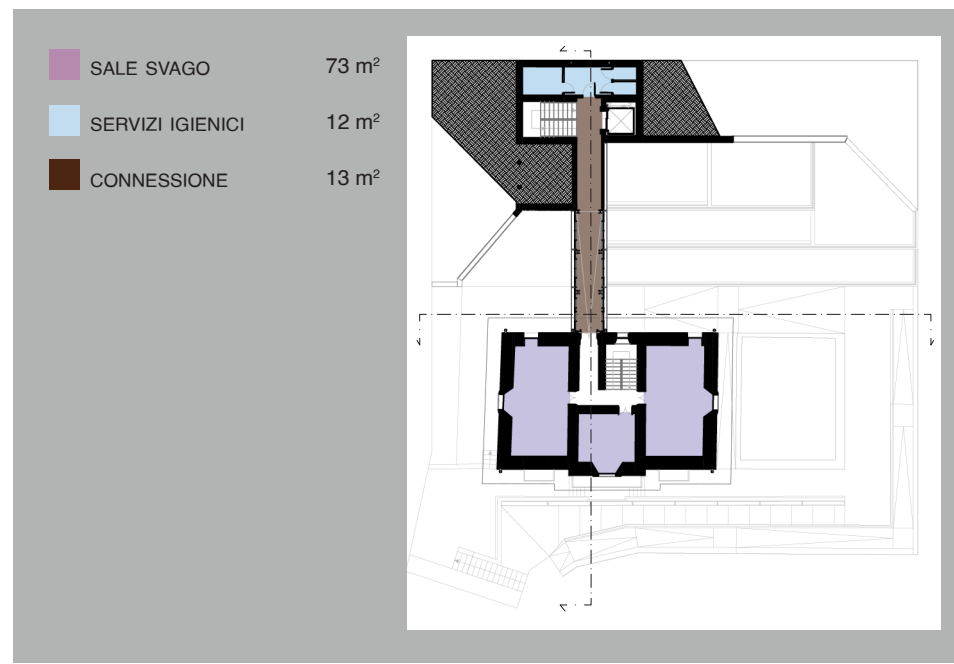 SALE SVAGO 73 m²
SERVIZI IGIENICI 12 m²
CONNESSIONE 13 m²